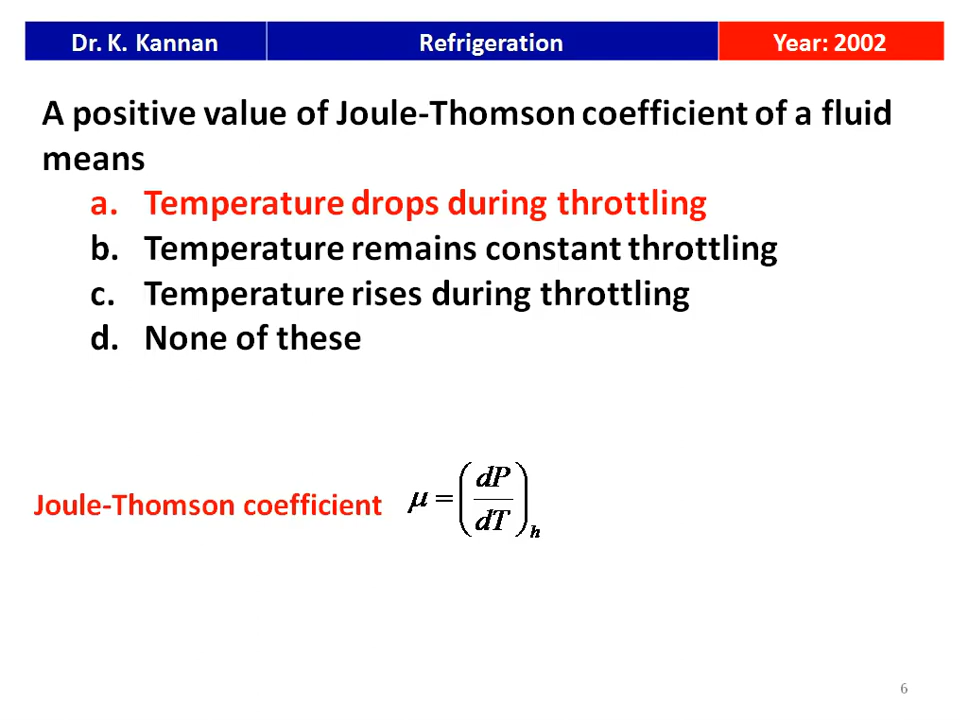 Dr. K. Kannan Refrigeration Year: 2002
A positive value of Joule-Thomson coefficient of a fluid
means
a. Temperature drops during throttling
b. Temperature remains constant throttling
c. Temperature rises during throttling
d. None of these
Joule-Thomson coefficient μ = (dP/dT)h
6